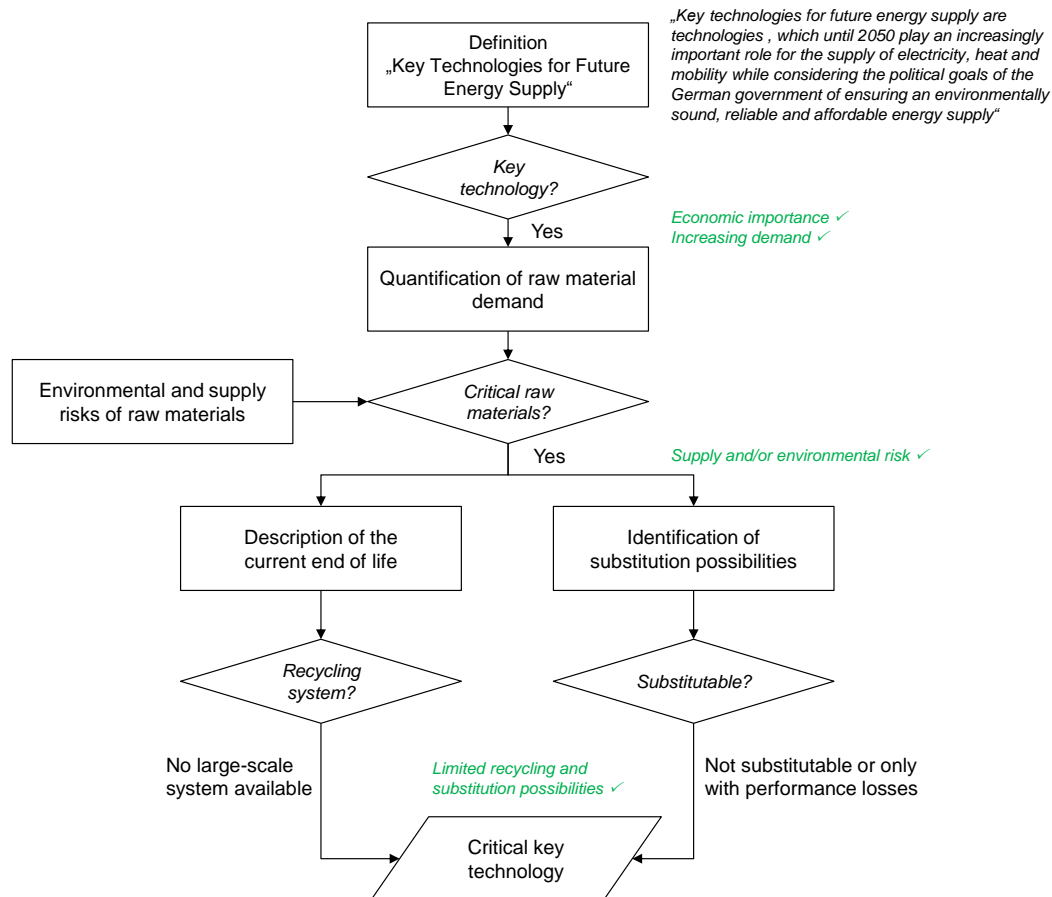 Definition
„Key Technologies for Future
Energy Supply“
„Key technologies for future energy supply are
technologies , which until 2050 play an increasingly
important role for the supply of electricity, heat and
mobility while considering the political goals of the
German government of ensuring an environmentally
sound, reliable and affordable energy supply“
Key
technology?
Yes
Economic importance ✓
Increasing demand ✓
Quantification of raw material
demand
Environmental and supply
risks of raw materials
Critical raw
materials?
Yes
Supply and/or environmental risk ✓
Description of the
current end of life
Identification of
substitution possibilities
Recycling
system?
Substitutable?
No large-scale
system available
Limited recycling and
substitution possibilities ✓
Not substitutable or only
with performance losses
Critical key
technology